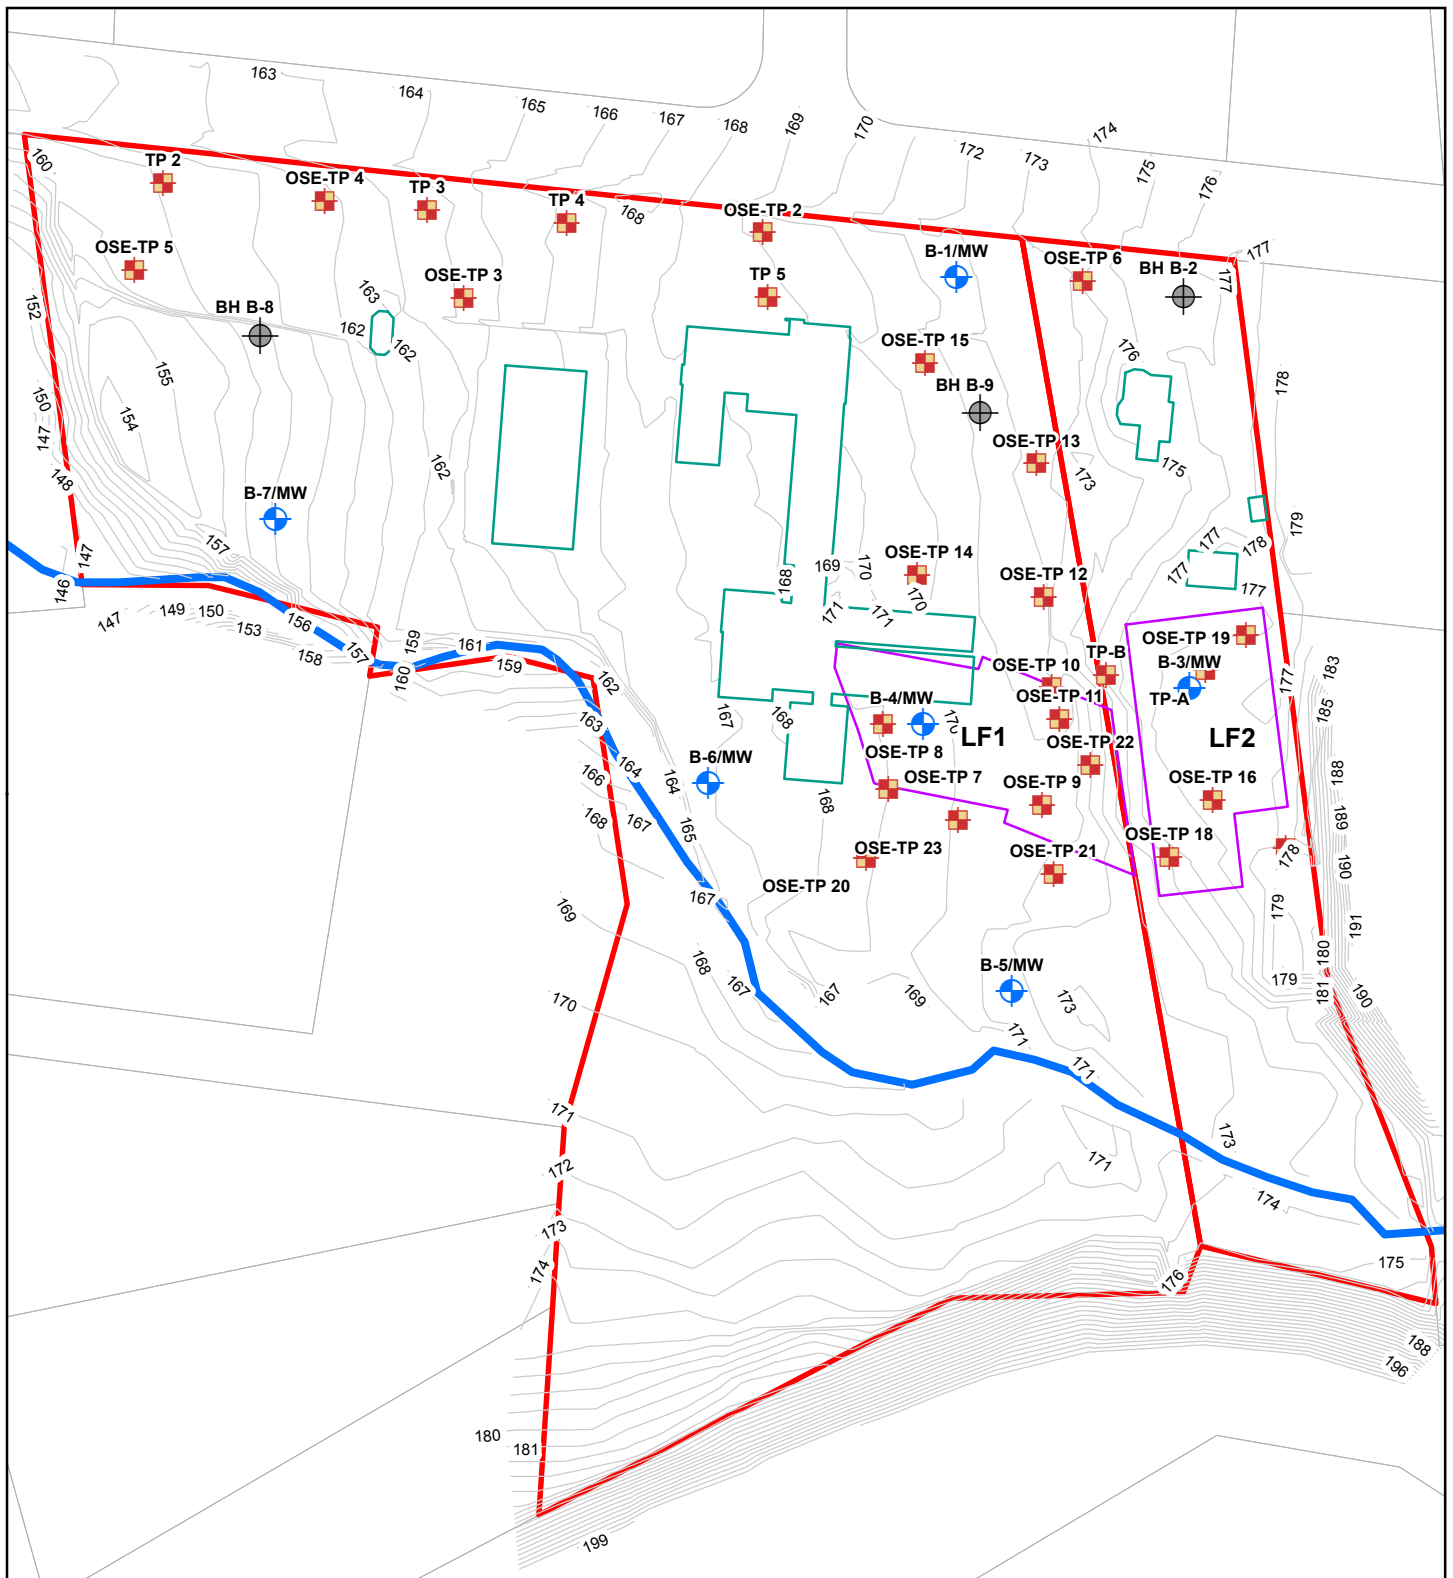 163
164
165
166
167
168
169
170
172
173
174
175
176
160
TP 2
OSE-TP 4
TP 3
TP 4
168
OSE-TP 2
B-1/MW
OSE-TP 6
BH B-2
177
177
OSE-TP 5
OSE-TP 3
TP 5
152
BH B-8
163
162
162
OSE-TP 15
176
178
155
BH B-9
150
154
147
OSE-TP 13
162
173
175
148
B-7/MW
179
157
177
178
147
OSE-TP 14
169
170
168
177
146
OSE-TP 12
177
170
171
171
147
149
150
153
156
158
157
159
161
159
160
162
OSE-TP 19
TP-B
OSE-TP 10
B-3/MW
TP-A
183
177
185
OSE-TP 11
B-4/MW
170
LF1
LF2
167
168
163
164
166
164
B-6/MW
OSE-TP 8
OSE-TP 22
188
OSE-TP 7
OSE-TP 9
OSE-TP 16
168
189
168
167
165
OSE-TP 18
OSE-TP 23
OSE-TP 21
178
190
OSE-TP 20
167
169
179
191
180
168
167
167
169
B-5/MW
173
179
181
190
170
171
171
171
173
171
172
174
173
174
176
175
188
196
180
181
199